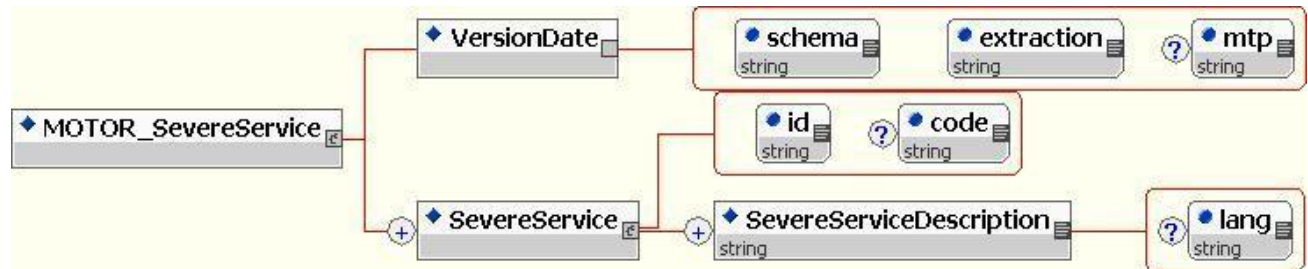 VersionDate
schema
string
extraction
string
?
mtp
string
MOTOR_SevereService
id
string
?
code
string
+
SevereService
+
SevereServiceDescription
string
?
lang
string